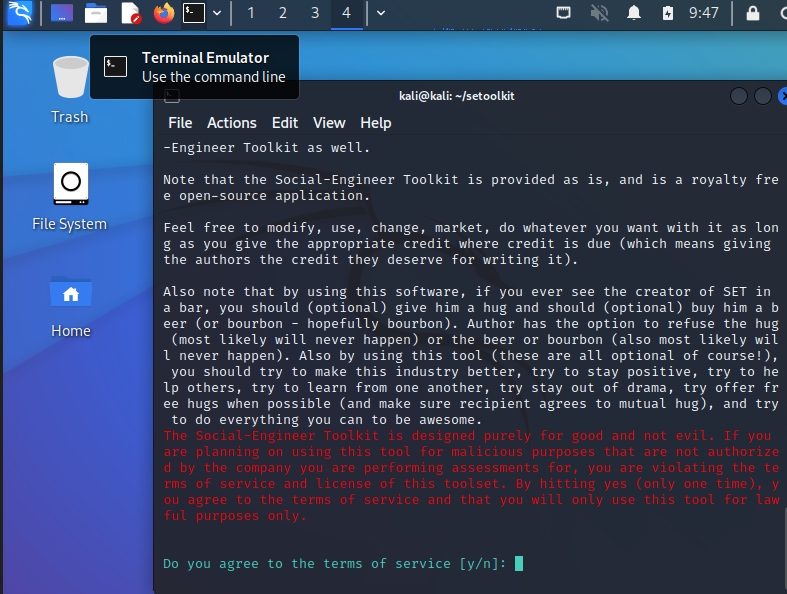 1 2 3 4 9:47
Terminal Emulator
Use the command line
Trash
File System
Home
kali@kali: ~/setoolkit
File Actions Edit View Help
-Engineer Toolkit as well.
Note that the Social-Engineer Toolkit is provided as is, and is a royalty fre
e open-source application.
Feel free to modify, use, change, market, do whatever you want with it as lon
g as you give the appropriate credit where credit is due (which means giving
the authors the credit they deserve for writing it).
Also note that by using this software, if you ever see the creator of SET in
a bar, you should (optional) give him a hug and should (optional) buy him a b
eer (or bourbon - hopefully bourbon). Author has the option to refuse the hug
(most likely will never happen) or the beer or bourbon (also most likely wil
l never happen). Also by using this tool (these are all optional of course!),
you should try to make this industry better, try to stay positive, try to he
lp others, try to learn from one another, try stay out of drama, try offer fr
ee hugs when possible (and make sure recipient agrees to mutual hug), and try
to do everything you can to be awesome.
The Social-Engineer Toolkit is designed purely for good and not evil. If you
are planning on using this tool for malicious purposes that are not authorize
d by the company you are performing assessments for, you are violating the te
rms of service and license of this toolset. By hitting yes (only one time), y
ou agree to the terms of service and that you will only use this tool for law
ful purposes only.
Do you agree to the terms of service [y/n]: